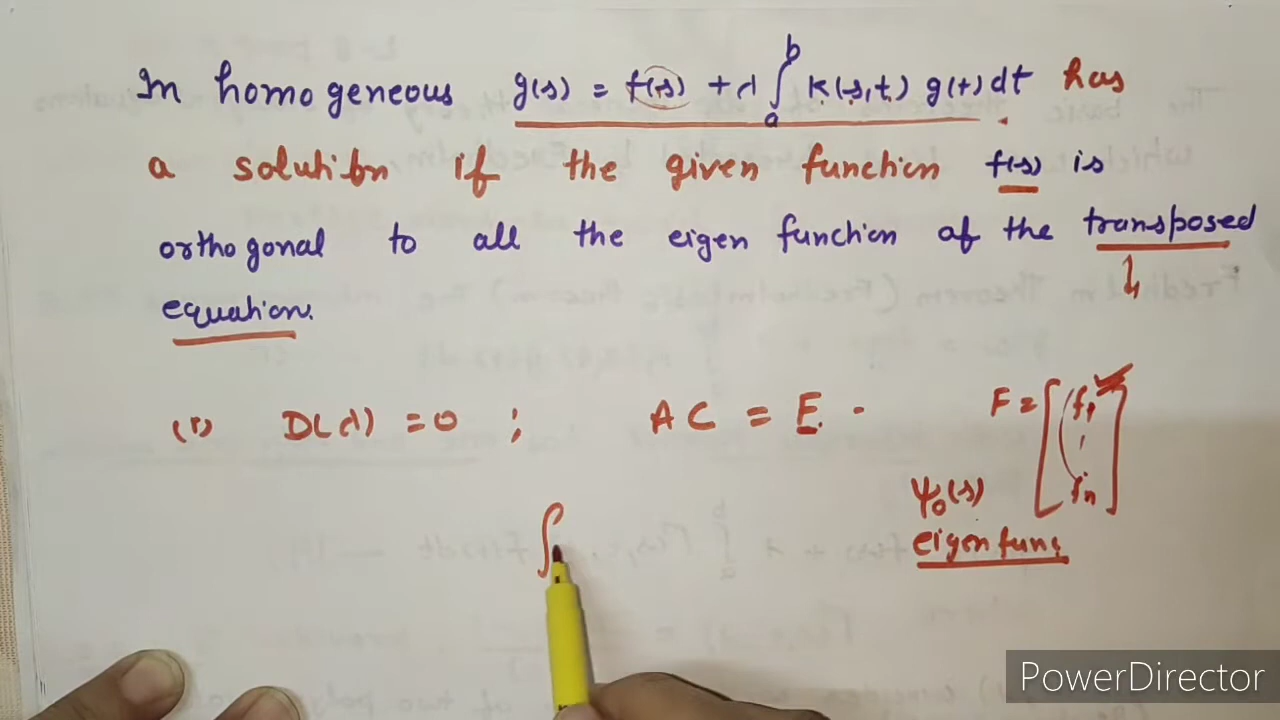 In homogeneous g(s) = f(s) + λ ∫ₐᵇ k(s,t) g(t) dt has
a solution if the given function f(s) is
orthogonal to all the eigen function of the transposed
equation.
(1) D(λ) = 0 ; AC = F. F = [f₁ ⋮ fₙ]
ψ₀(s)
eigen func
∫
PowerDirector